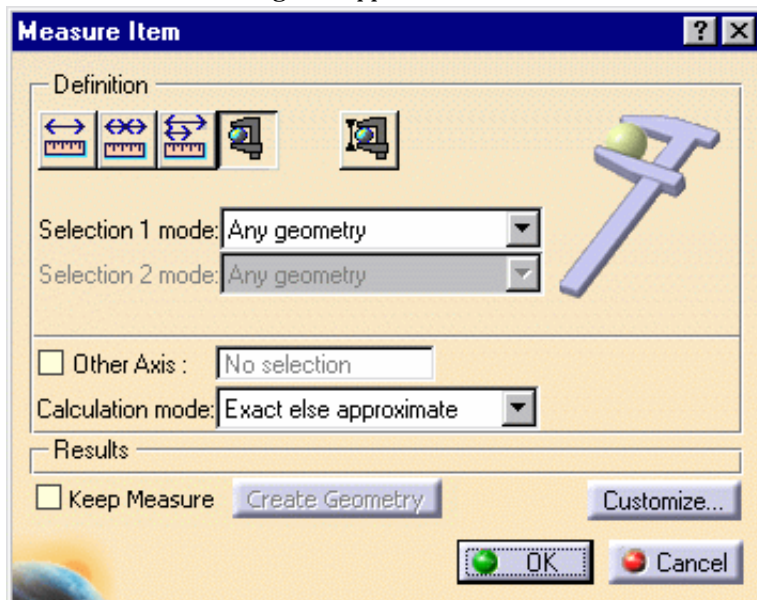 Measure Item
Definition
Selection 1 mode: Any geometry
Selection 2 mode: Any geometry
Other Axis : No selection
Calculation mode: Exact else approximate
Results
Keep Measure Create Geometry Customize...
OK Cancel